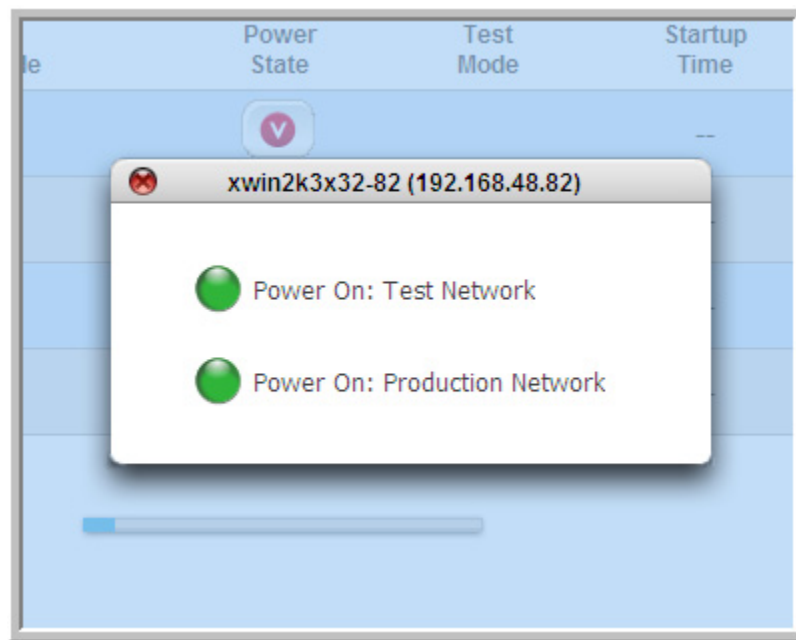 Power Test Startup
le State Mode Time
V
--
xwin2k3x32-82 (192.168.48.82)
Power On: Test Network
Power On: Production Network